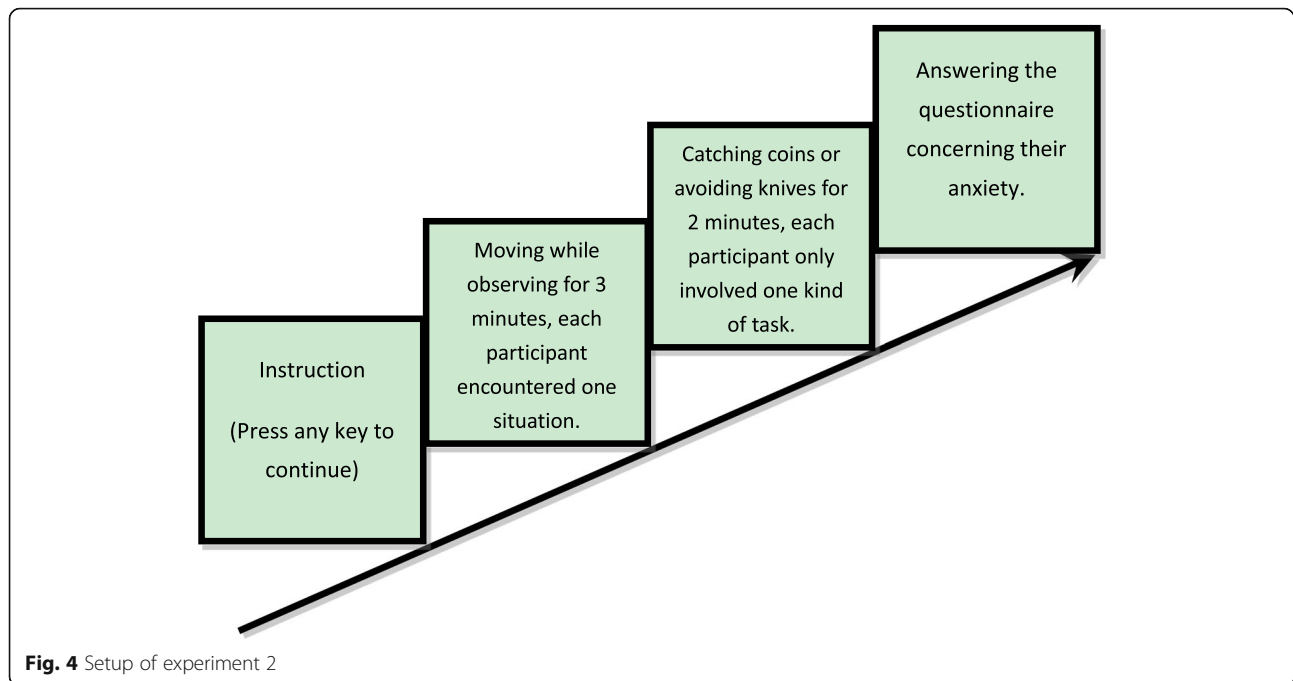 Instruction
(Press any key to
continue)
Moving while
observing for 3
minutes, each
participant
encountered one
situation.
Catching coins or
avoiding knives for
2 minutes, each
participant only
involved one kind
of task.
Answering the
questionnaire
concerning their
anxiety.
Fig. 4 Setup of experiment 2